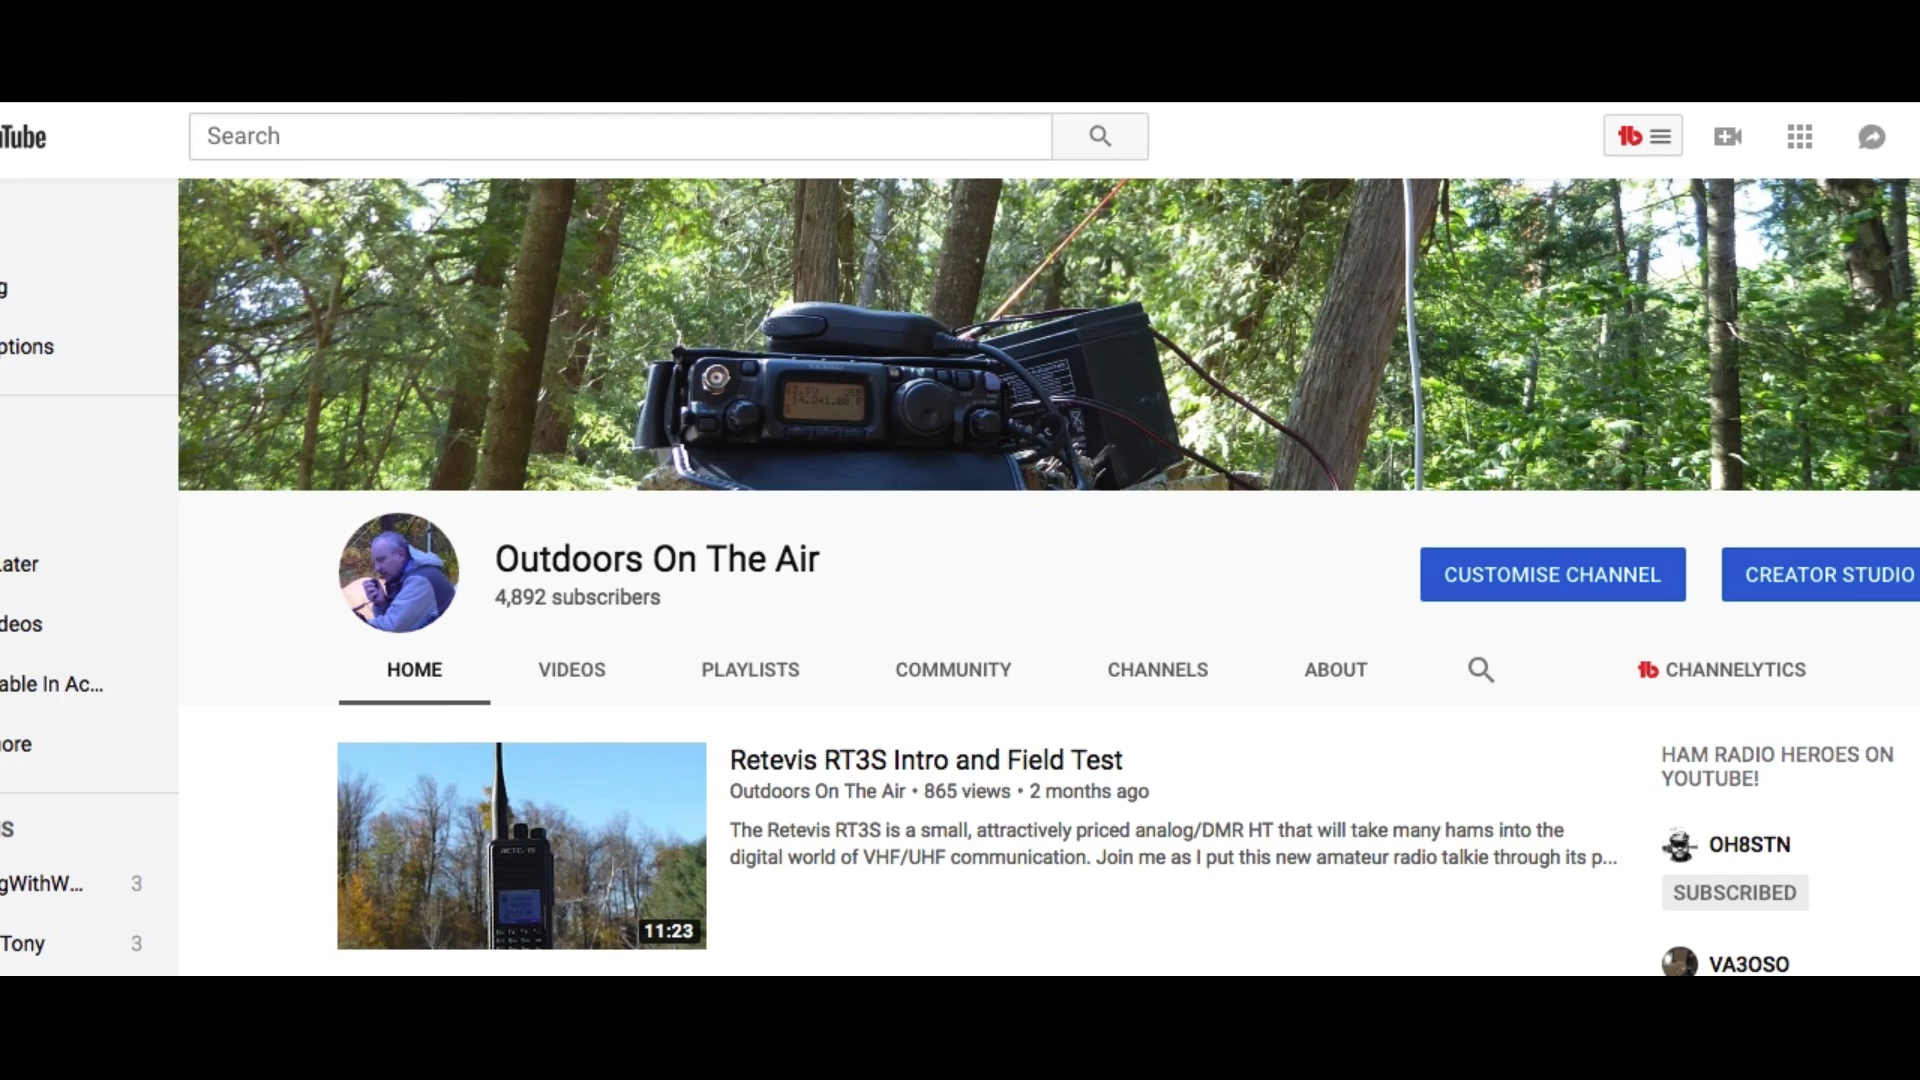 Tube
Search
g
ptions
ater
deos
able In Ac...
ore
S
gWithW... 3
Tony 3
Outdoors On The Air
4,892 subscribers
CUSTOMISE CHANNEL
CREATOR STUDIO
HOME VIDEOS PLAYLISTS COMMUNITY CHANNELS ABOUT CHANNELYTICS
RETEVIS
11:23
Retevis RT3S Intro and Field Test
Outdoors On The Air • 865 views • 2 months ago
The Retevis RT3S is a small, attractively priced analog/DMR HT that will take many hams into the
digital world of VHF/UHF communication. Join me as I put this new amateur radio talkie through its p...
HAM RADIO HEROES ON
YOUTUBE!
OH8STN
SUBSCRIBED
VA3OSO